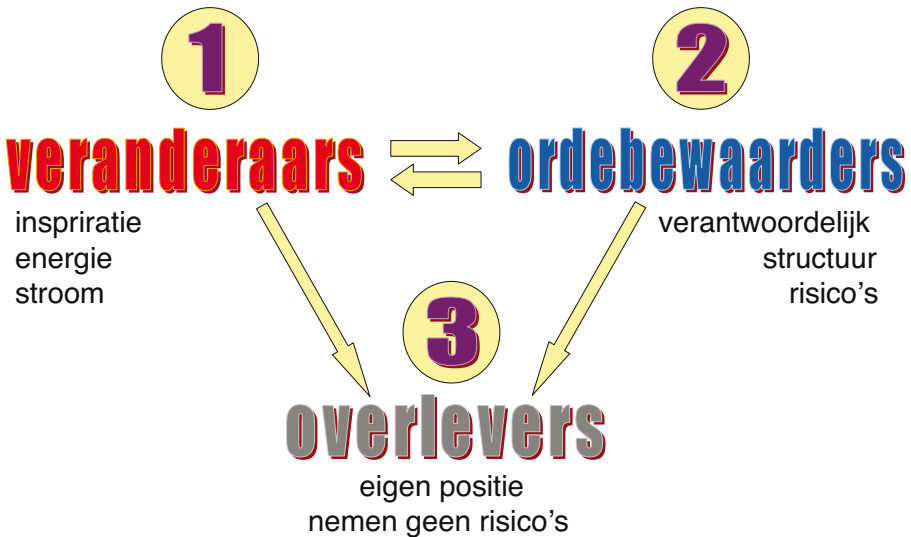 1
veranderaars
inspriratie
energie
stroom
2
ordebewaarders
verantwoordelijk
structuur
risico's
3
overlevers
eigen positie
nemen geen risico's